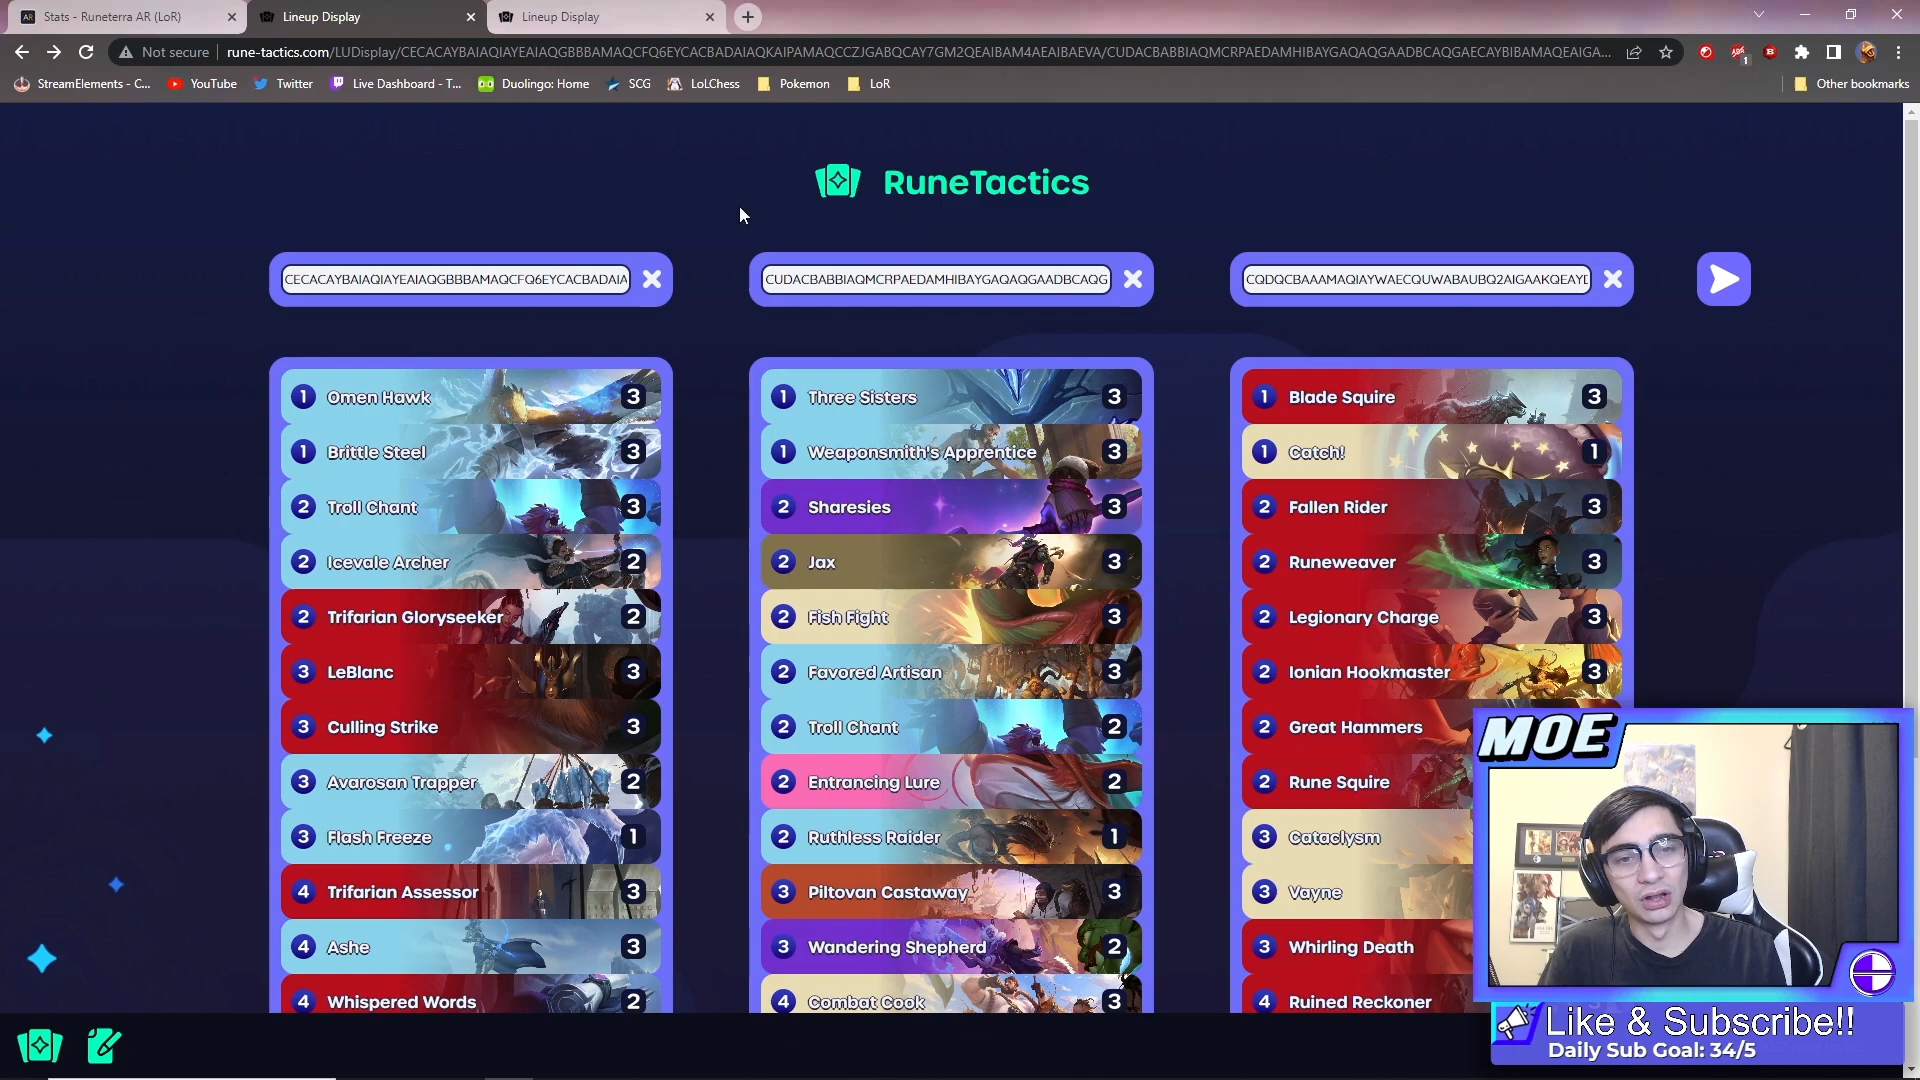 Stats - Runeterra AR (LoR)
Lineup Display
Lineup Display
Not secure
rune-tactics.com/LUDisplay/CECACAYBAIAQIAYEAIAQGBBBAMAQCFQ6EYCACBADAIAQKAIPAMAQCCZJGABQCAY7GM2QEAIBAM4AEAIBAEVA/CUDACBABBIAQMCRPAEDAMHIBAYGAQAQGAADBCAQGAECAYBIBAMAQEAIGA...
StreamElements - C...
YouTube
Twitter
Live Dashboard - T...
Duolingo: Home
SCG
LoLChess
Pokemon
LoR
Other bookmarks
RuneTactics
CECACAYBAIAQIAYEAIAQGBBBAMAQCFQ6EYCACBADAIA
CUDACBABBIAQMCRPAEDAMHIBAYGAQAQGAADBCAQG
CQDQCBAAAMAQIAYWAECQUWABAUBQ2AIGAAKQEAYD
1 Omen Hawk 3
1 Brittle Steel 3
2 Troll Chant 3
2 Icevale Archer 2
2 Trifarian Gloryseeker 2
3 LeBlanc 3
3 Culling Strike 3
3 Avarosan Trapper 2
3 Flash Freeze 1
4 Trifarian Assessor 3
4 Ashe 3
4 Whispered Words 2
1 Three Sisters 3
1 Weaponsmith's Apprentice 3
2 Sharesies 3
2 Jax 3
2 Fish Fight 3
2 Favored Artisan 3
2 Troll Chant 2
2 Entrancing Lure 2
2 Ruthless Raider 1
3 Piltovan Castaway 3
3 Wandering Shepherd 2
4 Combat Cook 3
1 Blade Squire 3
1 Catch! 1
2 Fallen Rider 3
2 Runeweaver 3
2 Legionary Charge 3
2 Ionian Hookmaster 3
2 Great Hammers
2 Rune Squire
3 Cataclysm
3 Vayne
3 Whirling Death
4 Ruined Reckoner
MOE
Like & Subscribe!!
Daily Sub Goal: 34/5